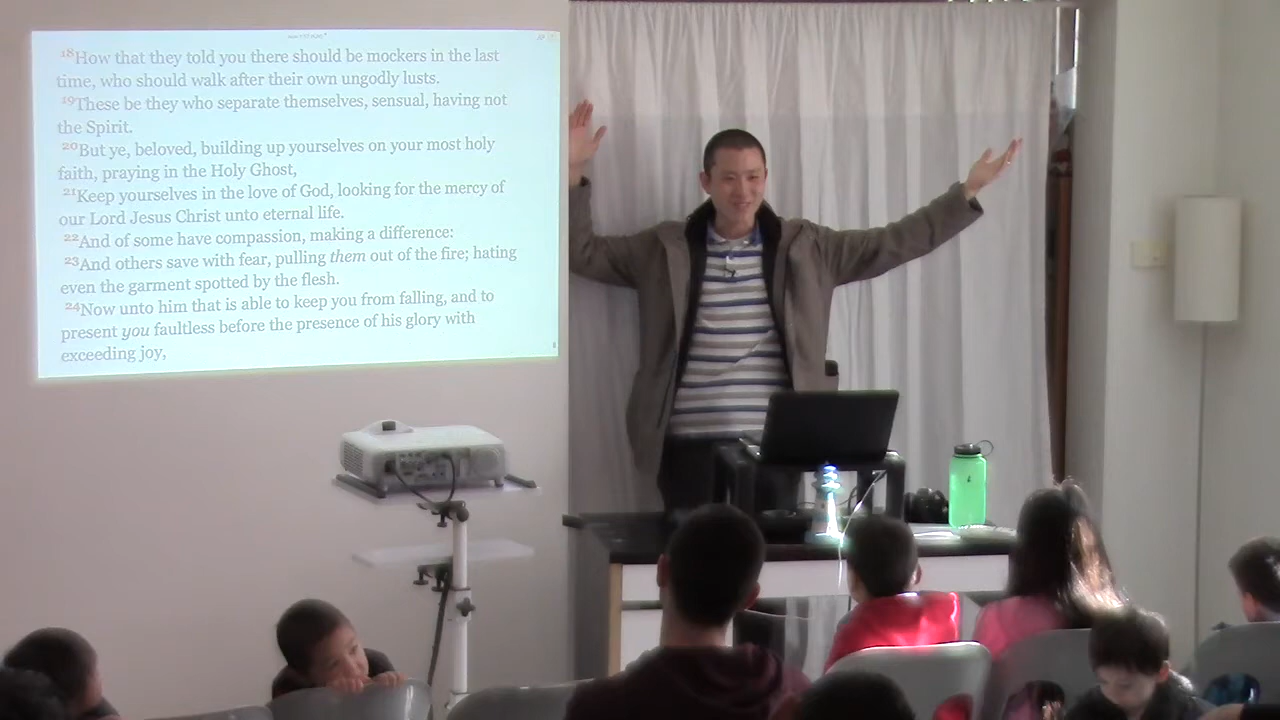 18How that they told you there should be mockers in the last
time, who should walk after their own ungodly lusts.
19These be they who separate themselves, sensual, having not
the Spirit.
20But ye, beloved, building up yourselves on your most holy
faith, praying in the Holy Ghost,
21Keep yourselves in the love of God, looking for the mercy of
our Lord Jesus Christ unto eternal life.
22And of some have compassion, making a difference:
23And others save with fear, pulling them out of the fire; hating
even the garment spotted by the flesh.
24Now unto him that is able to keep you from falling, and to
present you faultless before the presence of his glory with
exceeding joy,